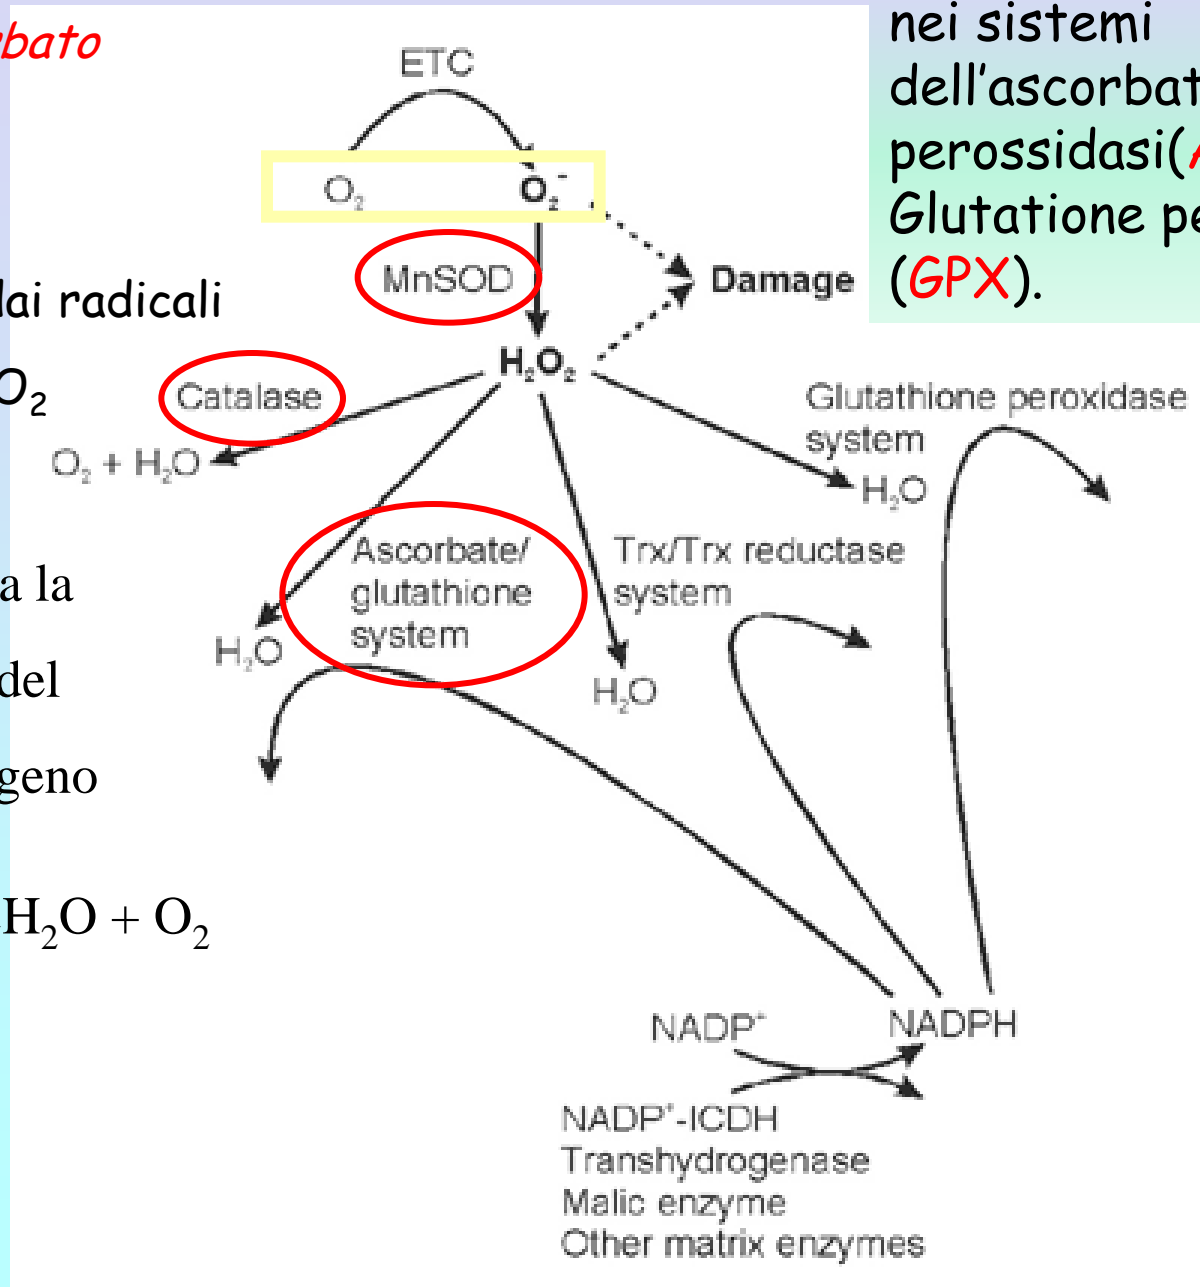 nei sistemi
dell'ascorbat
perossidasi(
Glutatione pe
(GPX).
bato
dai radicali
O₂
a la
del
geno
H₂O + O₂
ETC
O₂ O₂⁻
MnSOD
Damage
H₂O₂
Catalase
O₂ + H₂O
Glutathione peroxidase
system
H₂O
Ascorbate/
glutathione
system
H₂O
Trx/Trx reductase
system
H₂O
NADP⁺ NADPH
NADP⁺-ICDH
Transhydrogenase
Malic enzyme
Other matrix enzymes